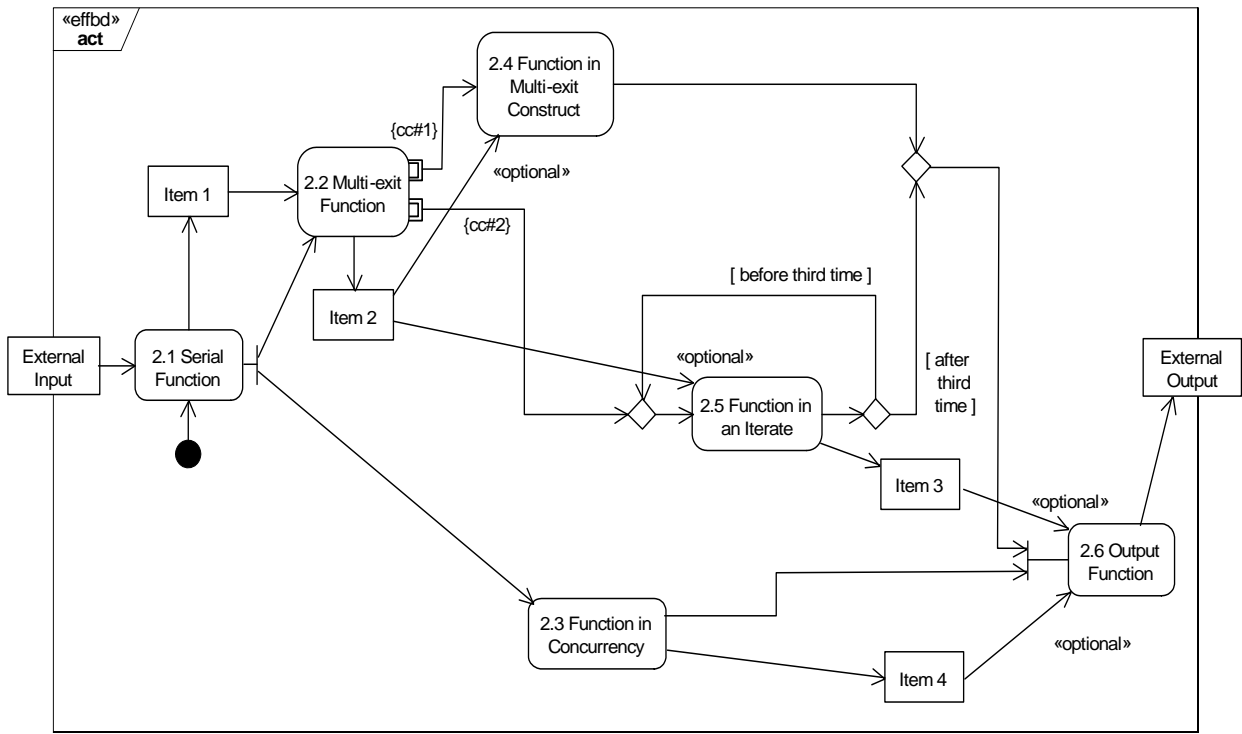 «effbd»
act
2.4 Function in
Multi-exit
Construct
{cc#1}
«optional»
2.2 Multi-exit
Function
Item 1
{cc#2}
[ before third time ]
Item 2
External
Input
2.1 Serial
Function
«optional»
[ after
third
time ]
External
Output
2.5 Function in
an Iterate
Item 3
«optional»
2.6 Output
Function
2.3 Function in
Concurrency
«optional»
Item 4